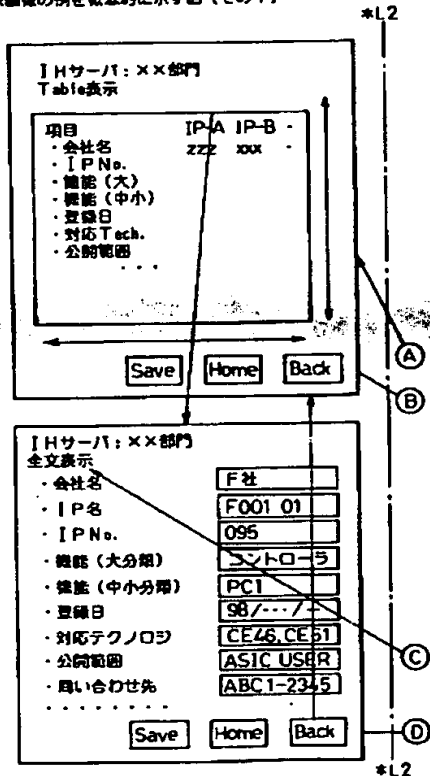 *L2
IHサーバ:××部門
Table表示
項目 IP-A IP-B -
・会社名 zzz xxx -
・IPNo.
・機能(大)
・機能(中小)
・登録日
・対応Tech.
・公開範囲
・・・
Save Home Back
A
B
IHサーバ:××部門
全文表示
・会社名 F社
・IP名 F001 01
・IPNo. 095
・機能(大分類) コントローラ
・機能(中小分類) PC1
・登録日 98/---/-
・対応テクノロジ CE46,CE61
・公開範囲 ASIC USER
・問い合わせ先 ABC1-2345
・・・・・・・・
Save Home Back
C
D
*L2